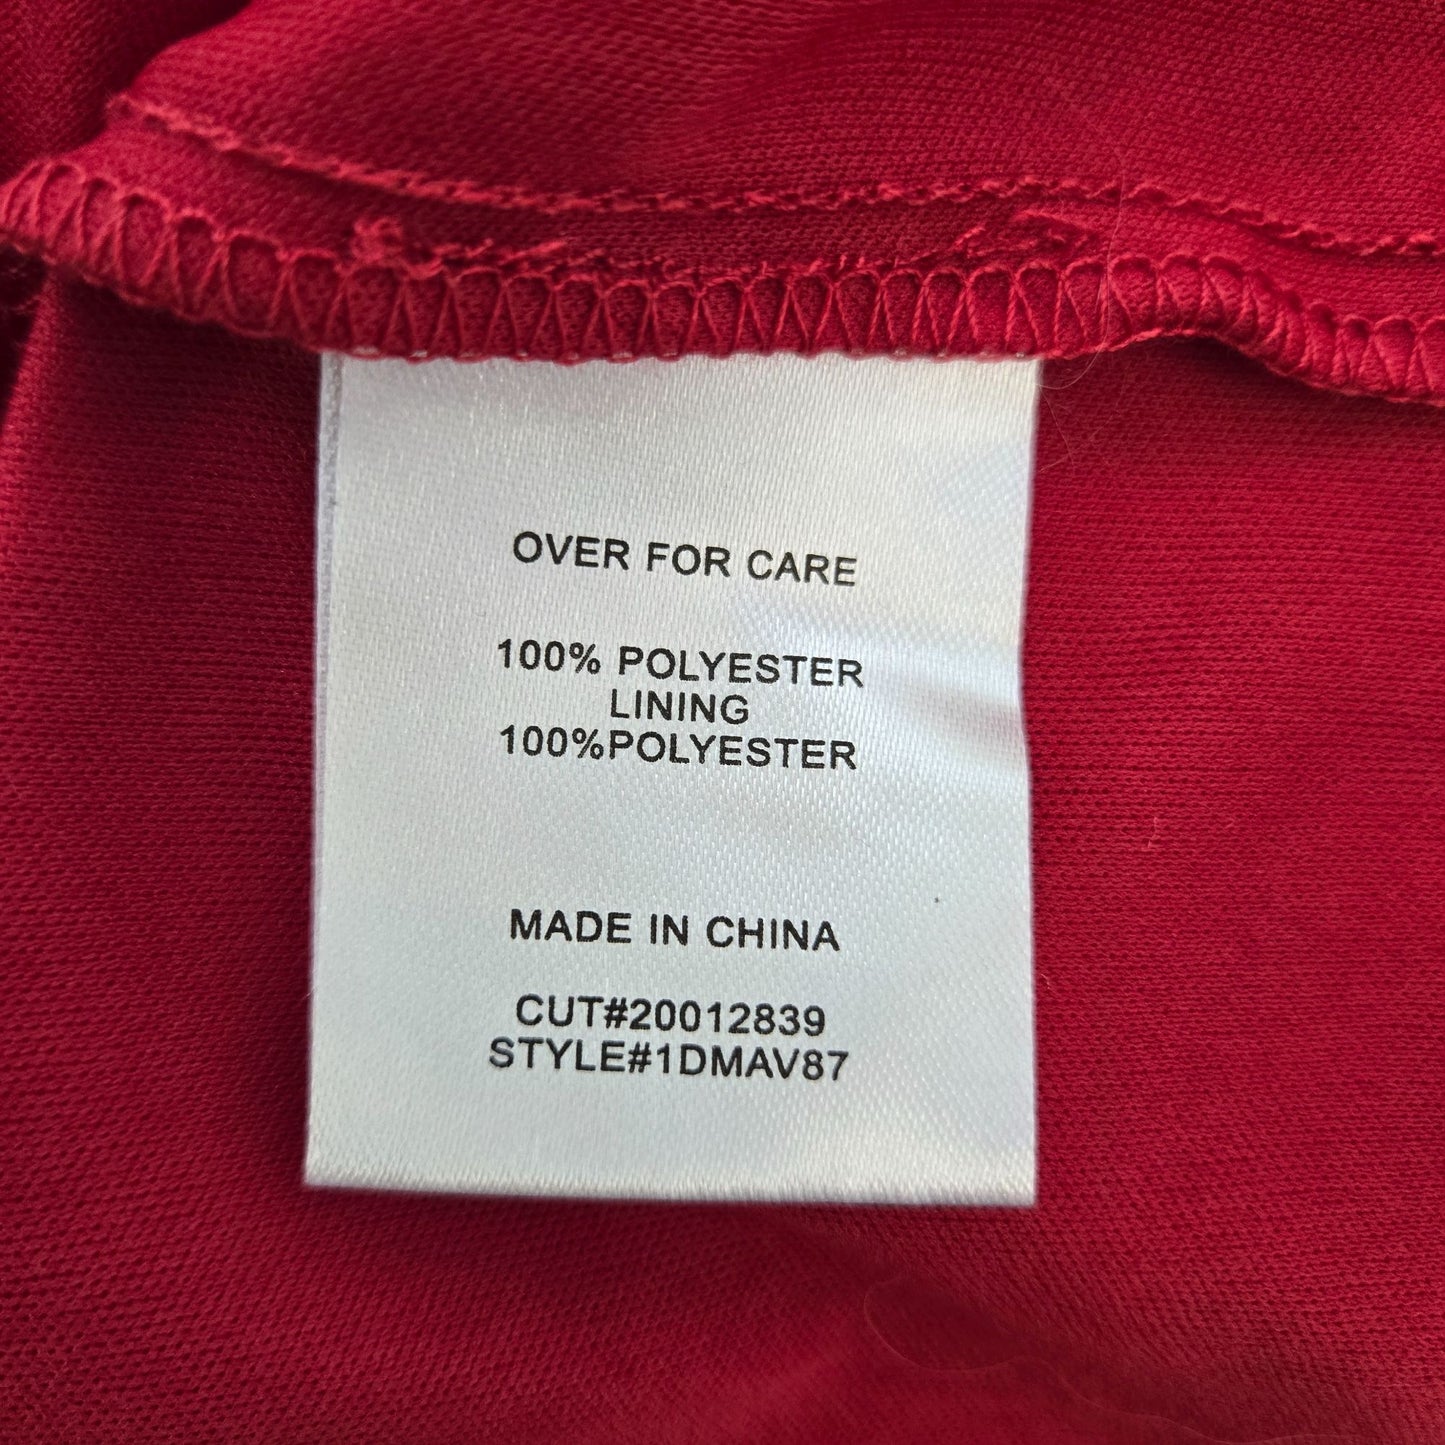 OVER FOR CARE
100% POLYESTER
LINING
100%POLYESTER
MADE IN CHINA
CUT#20012839
STYLE#1DMAV87